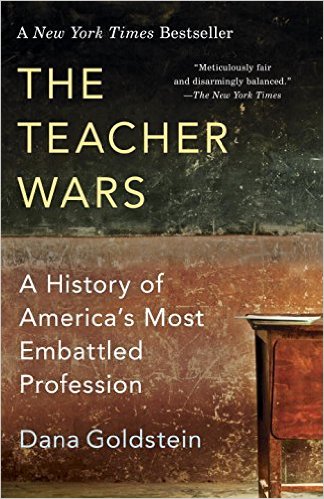 A New York Times Bestseller
THE
TEACHER
WARS
"Meticulously fair
and disarmingly balanced."
—The New York Times
A History of
America's Most
Embattled
Profession
Dana Goldstein